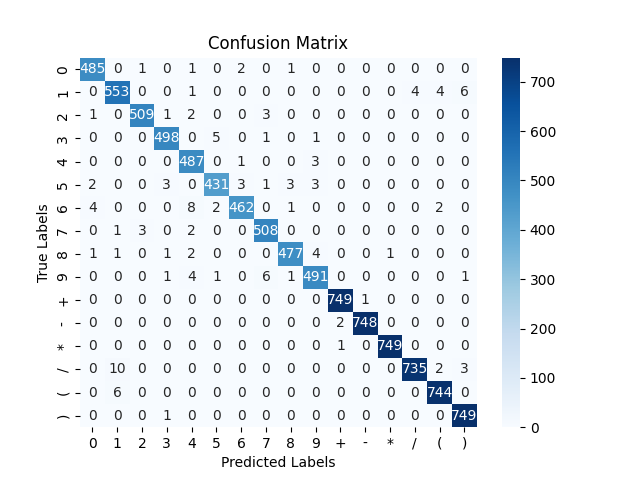 Confusion Matrix
0 485 0 1 0 1 0 2 0 1 0 0 0 0 0 0 0
1 0 553 0 0 1 0 0 0 0 0 0 0 0 4 4 6
2 1 0 509 1 2 0 0 3 0 0 0 0 0 0 0 0
3 0 0 0 498 0 5 0 1 0 1 0 0 0 0 0 0
4 0 0 0 0 487 0 1 0 0 3 0 0 0 0 0 0
5 2 0 0 3 0 431 3 1 3 3 0 0 0 0 0 0
6 4 0 0 0 8 2 462 0 1 0 0 0 0 0 2 0
7 0 1 3 0 2 0 0 508 0 0 0 0 0 0 0 0
8 1 1 0 1 2 0 0 0 477 4 0 0 1 0 0 0
9 0 0 0 1 4 1 0 6 1 491 0 0 0 0 0 1
+ 0 0 0 0 0 0 0 0 0 0 749 1 0 0 0 0
- 0 0 0 0 0 0 0 0 0 0 2 748 0 0 0 0
* 0 0 0 0 0 0 0 0 0 0 1 0 749 0 0 0
/ 0 10 0 0 0 0 0 0 0 0 0 0 0 735 2 3
( 0 6 0 0 0 0 0 0 0 0 0 0 0 0 744 0
) 0 0 0 1 0 0 0 0 0 0 0 0 0 0 0 749
0 1 2 3 4 5 6 7 8 9 + - * / ( )
Predicted Labels
True Labels
700
600
500
400
300
200
100
0